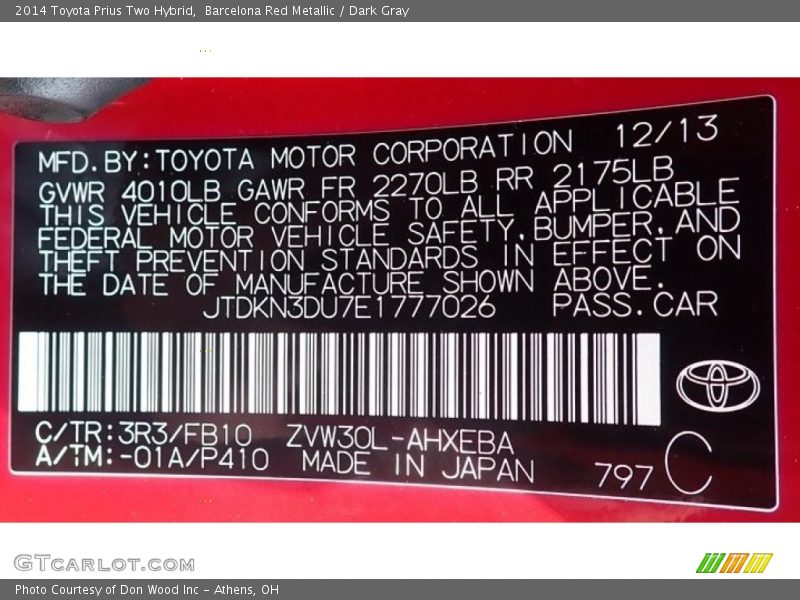 2014 Toyota Prius Two Hybrid,  Barcelona Red Metallic / Dark Gray
MFD.BY:TOYOTA MOTOR CORPORATION 12/13
GVWR 4010LB GAWR FR 2270LB RR 2175LB
THIS VEHICLE CONFORMS TO ALL APPLICABLE
FEDERAL MOTOR VEHICLE SAFETY,BUMPER,AND
THEFT PREVENTION STANDARDS IN EFFECT ON
THE DATE OF MANUFACTURE SHOWN ABOVE.
JTDKN3DU7E1777026 PASS.CAR
C/TR:3R3/FB10 ZVW30L-AHXEBA
A/TM:-01A/P410 MADE IN JAPAN 797 C
GTcarlot.com
Photo Courtesy of Don Wood Inc - Athens, OH